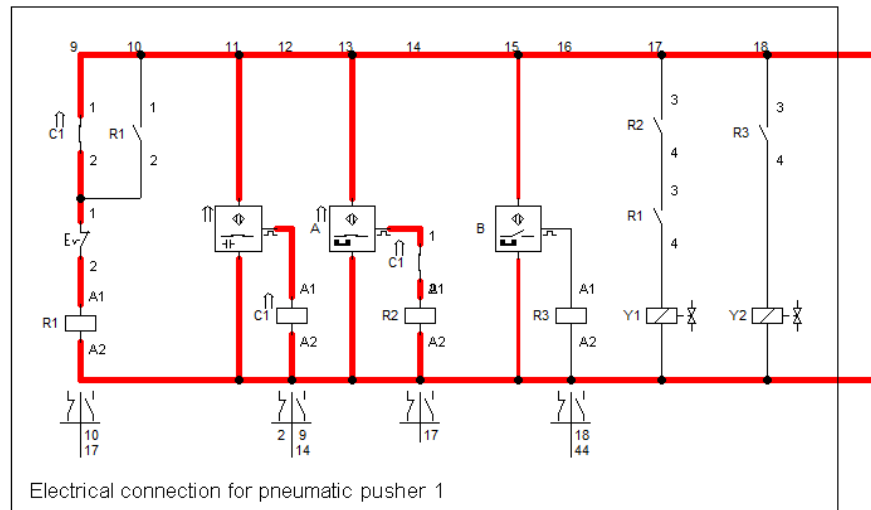 9 10 11 12 13 14 15 16 17 18
1 1 3 3
C1 R1 R2 R3
2 2 4 4
1 3
A B
C1 1
E R1
2 4
A1 A1 A1 A1
R1 C1 R2 R3 Y1 Y2
A2 A2 A2 A2
10 2 9 17 18
17 14 44
Electrical connection for pneumatic pusher 1